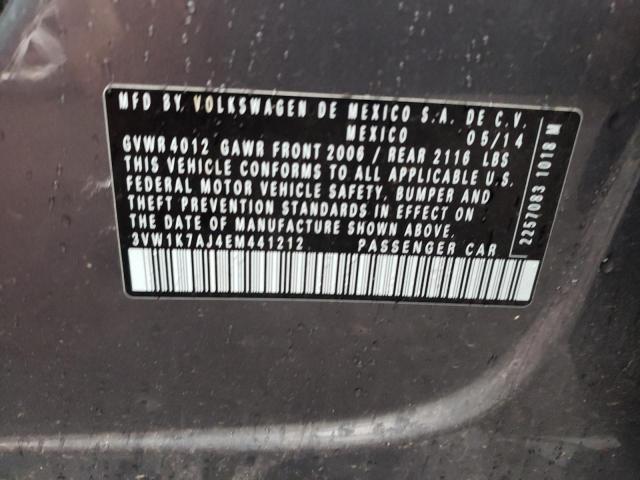 MFD BY VOLKSWAGEN DE MEXICO S.A. DE C.V.
MEXICO 05/14
GVWR 4012 GAWR FRONT 2006 / REAR 2116 LBS
THIS VEHICLE CONFORMS TO ALL APPLICABLE U.S.
FEDERAL MOTOR VEHICLE SAFETY, BUMPER AND
THEFT PREVENTION STANDARDS IN EFFECT ON
THE DATE OF MANUFACTURE SHOWN ABOVE.
3VW1K7AJ4EM441212 PASSENGER CAR
2257083 1018 M